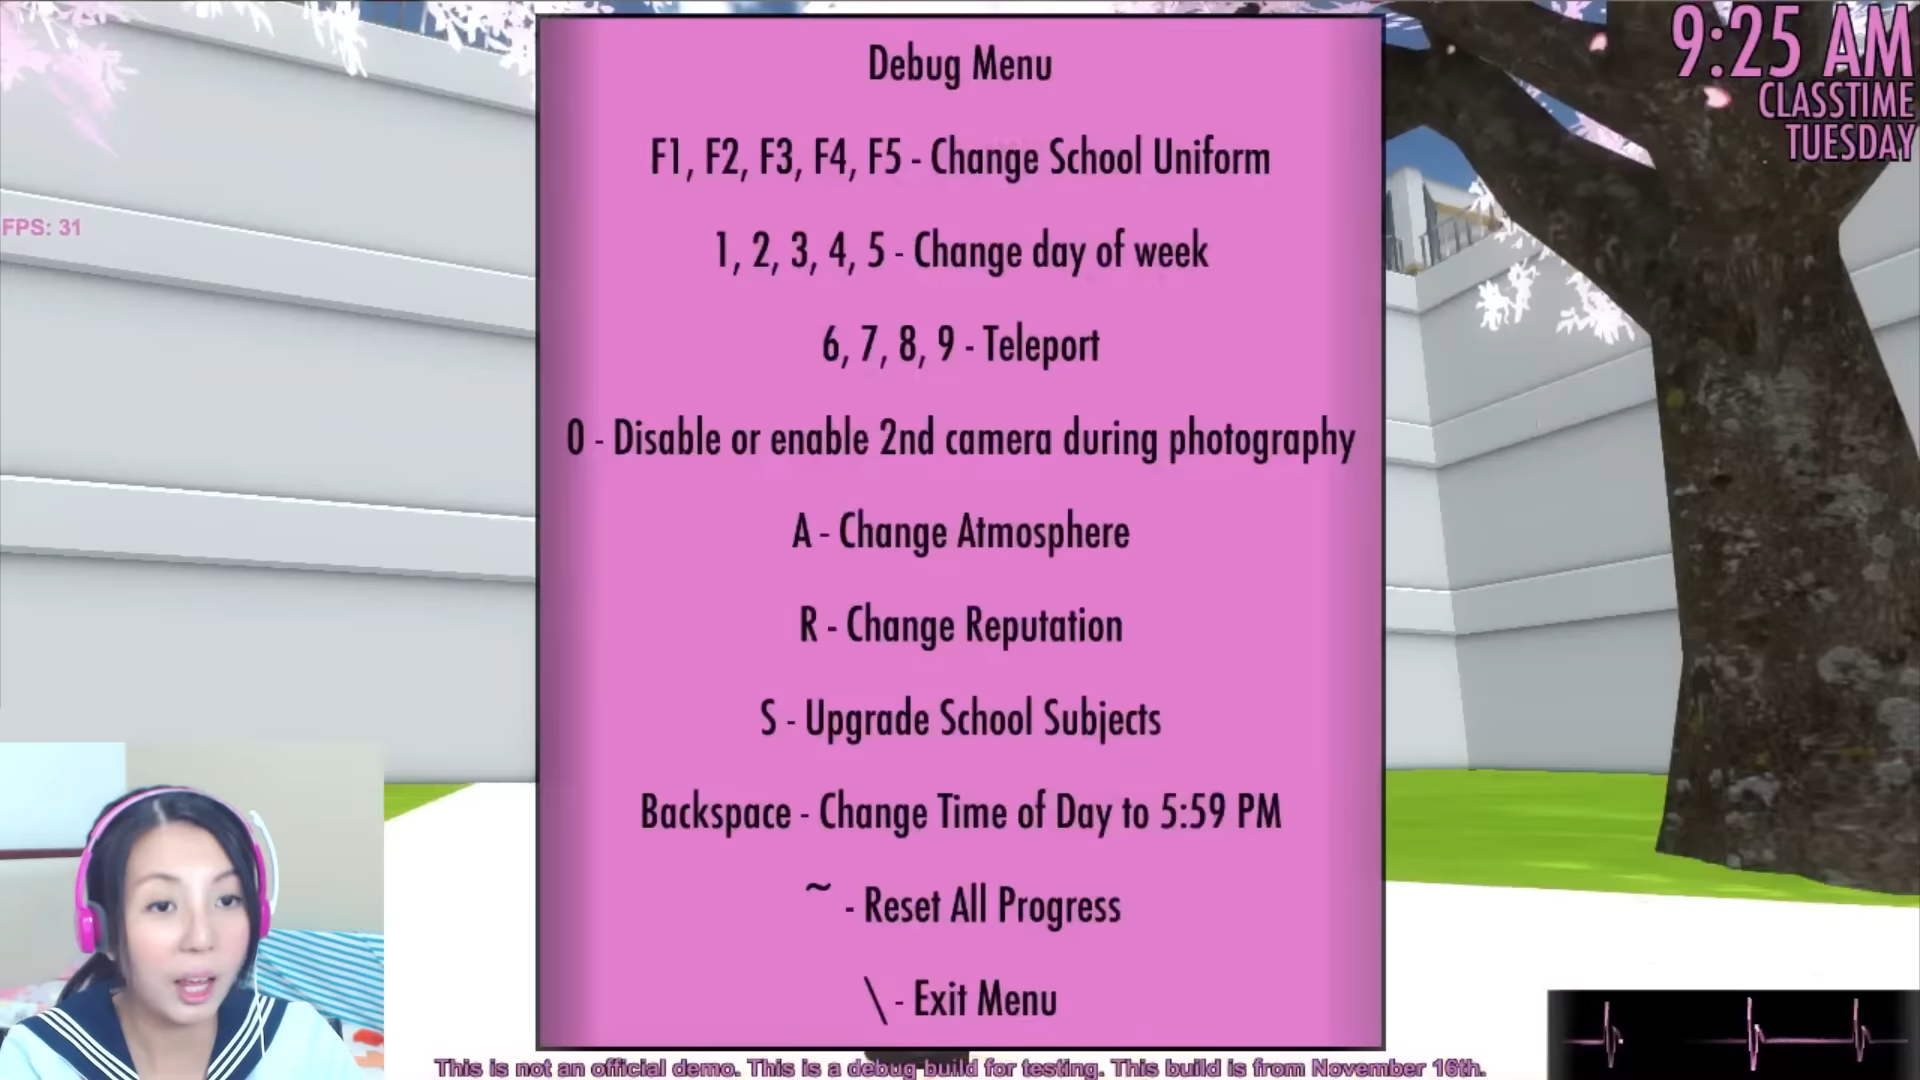 Debug Menu
F1, F2, F3, F4, F5 - Change School Uniform
1, 2, 3, 4, 5 - Change day of week
6, 7, 8, 9 - Teleport
0 - Disable or enable 2nd camera during photography
A - Change Atmosphere
R - Change Reputation
S - Upgrade School Subjects
Backspace - Change Time of Day to 5:59 PM
~ - Reset All Progress
\ - Exit Menu
9:25 AM
CLASSTIME
TUESDAY
FPS: 31
This is not an official demo. This is a debug build for testing. This build is from November 16th.